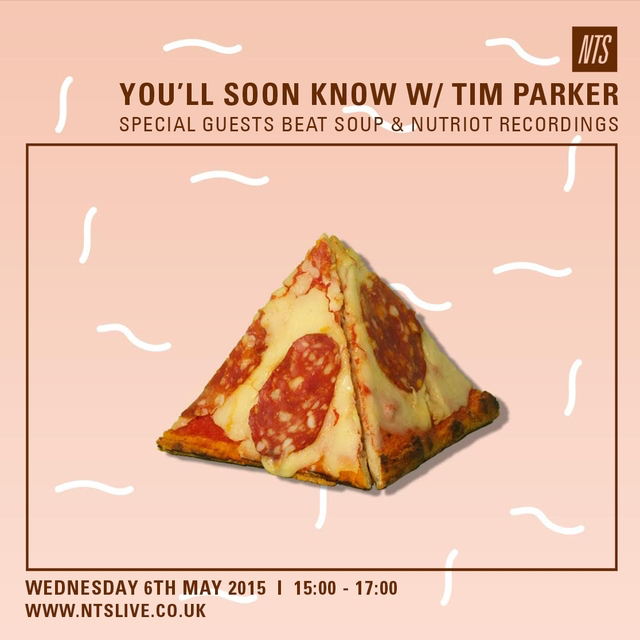 NTS
YOU'LL SOON KNOW W/ TIM PARKER
SPECIAL GUESTS BEAT SOUP & NUTRIOT RECORDINGS
WEDNESDAY 6TH MAY 2015 I 15:00 - 17:00
WWW.NTSLIVE.CO.UK